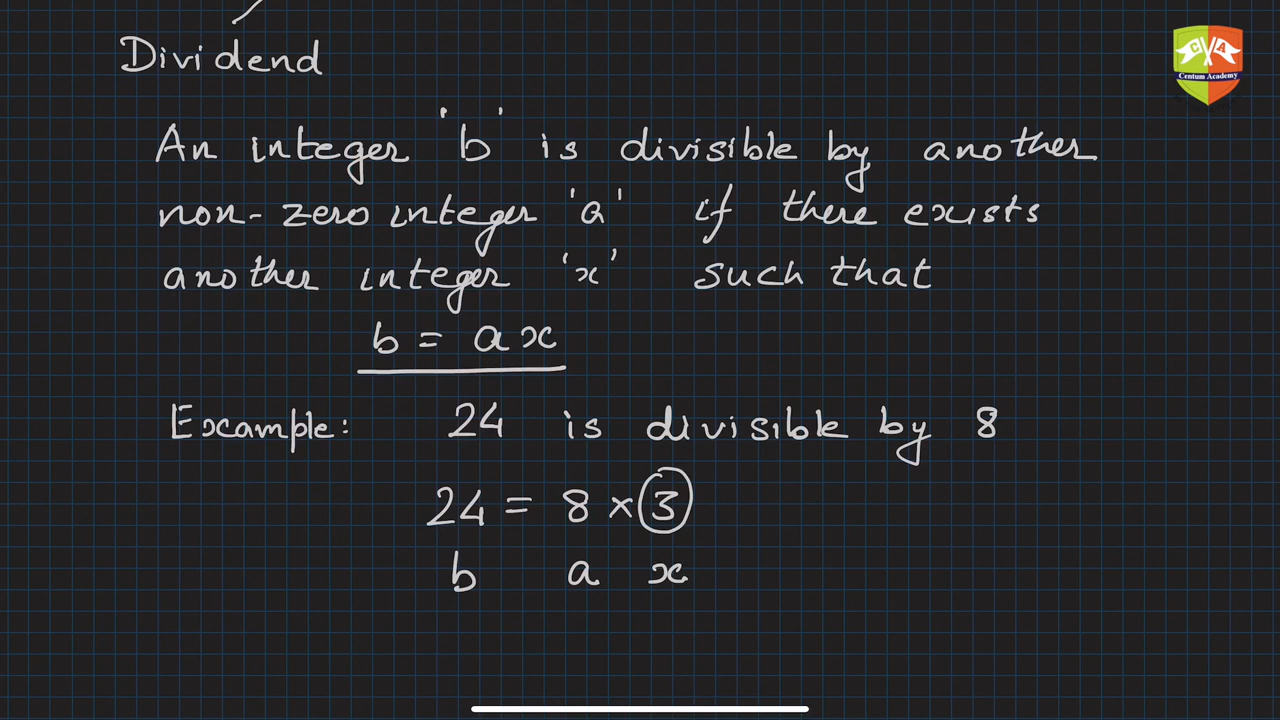 Dividend
An integer 'b' is divisible by another
non-zero integer 'a' if there exists
another integer 'x' such that
b = ax
Example: 24 is divisible by 8
24 = 8 × 3
b a x
CA
Centum Academy